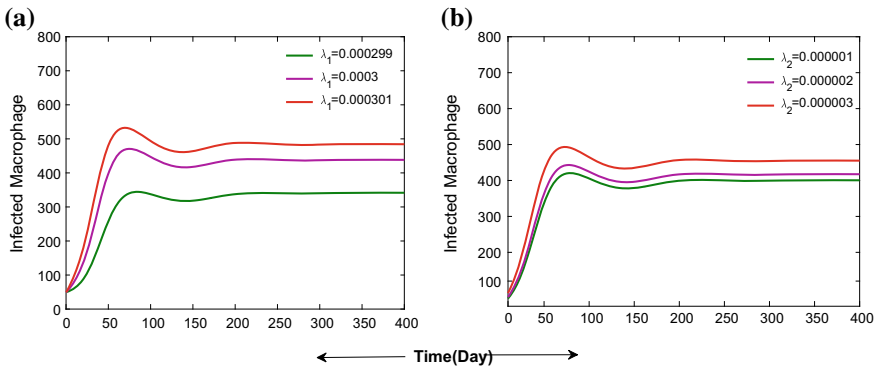 (a)
800
700
600
500
400
300
200
100
0
Infected Macrophage
λ1=0.000299
λ1=0.0003
λ1=0.000301
0 50 100 150 200 250 300 350 400
(b)
800
700
600
500
400
300
200
100
Infected Macrophage
λ2=0.000001
λ2=0.000002
λ2=0.000003
0 50 100 150 200 250 300 350 400
Time(Day)